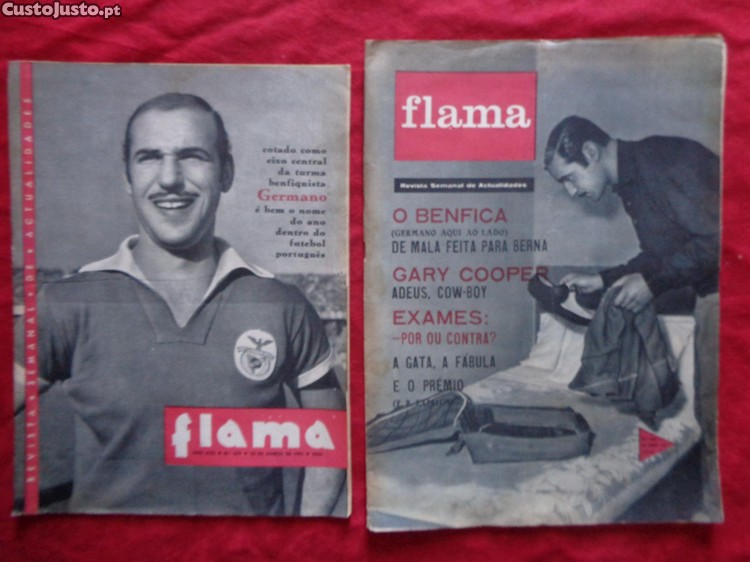 CustoJusto.pt
REVISTA • SEMANAL • DE • ACTUALIDADES
cotado como
eixo central
da turma
benfiquista
Germano
é bem o nome
do ano
dentro do
futebol
português
flama
flama
Revista Semanal de Actualidades
O BENFICA
(GERMANO AQUI AO LADO)
DE MALA FEITA PARA BERNA
GARY COOPER
ADEUS, COW-BOY
EXAMES:
—POR OU CONTRA?
A GATA, A FÁBULA
E O PRÉMIO